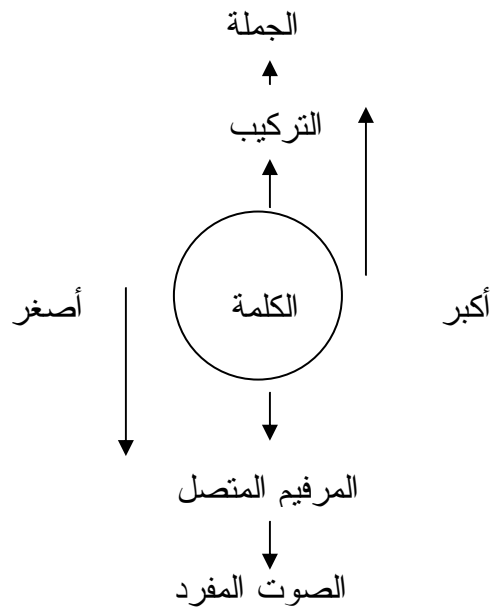 الجملة
التركيب
أكبر
الكلمة
أصغر
المرفيم المتصل
الصوت المفرد